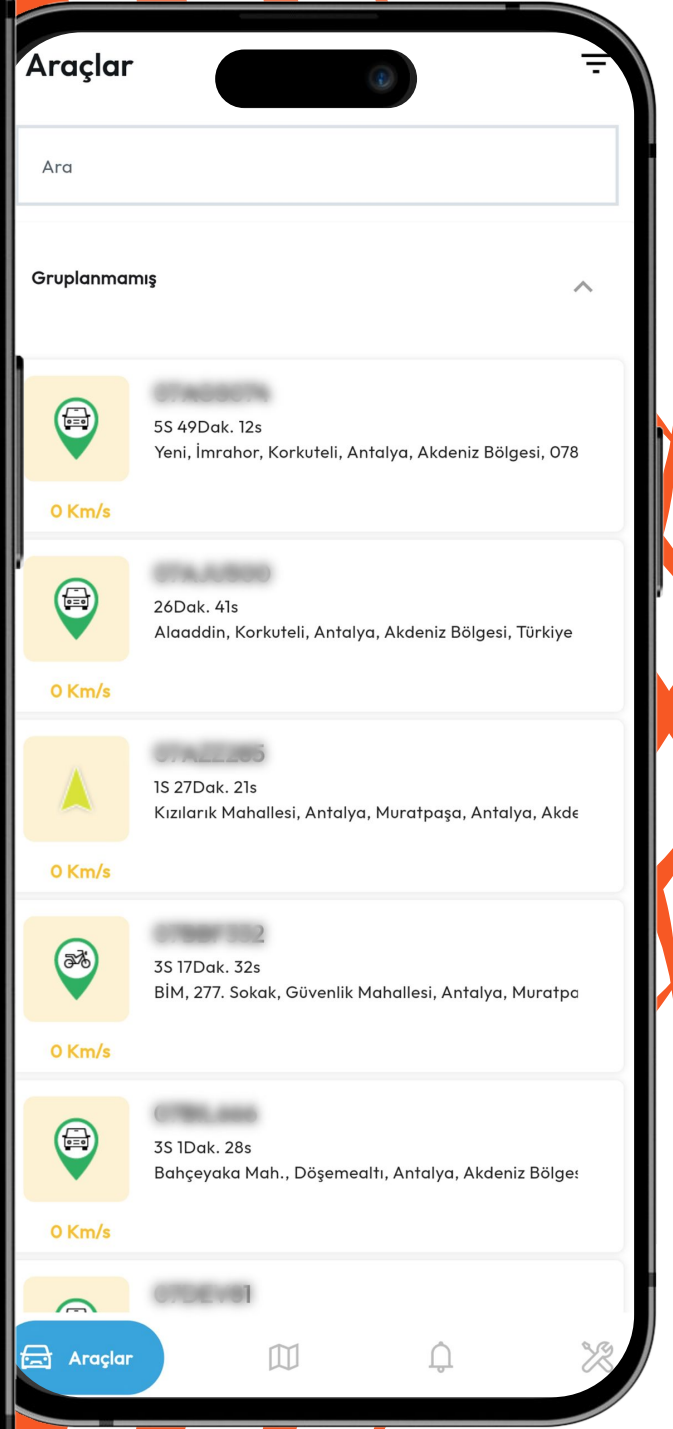 Araçlar
Ara
Gruplanmamış
5S 49Dak. 12s
Yeni, İmrahor, Korkuteli, Antalya, Akdeniz Bölgesi, 078
0 Km/s
26Dak. 41s
Alaaddin, Korkuteli, Antalya, Akdeniz Bölgesi, Türkiye
0 Km/s
1S 27Dak. 21s
Kızılarık Mahallesi, Antalya, Muratpaşa, Antalya, Akde
0 Km/s
3S 17Dak. 32s
BİM, 277. Sokak, Güvenlik Mahallesi, Antalya, Muratpa
0 Km/s
3S 1Dak. 28s
Bahçeyaka Mah., Döşemealtı, Antalya, Akdeniz Bölges
0 Km/s
Araçlar